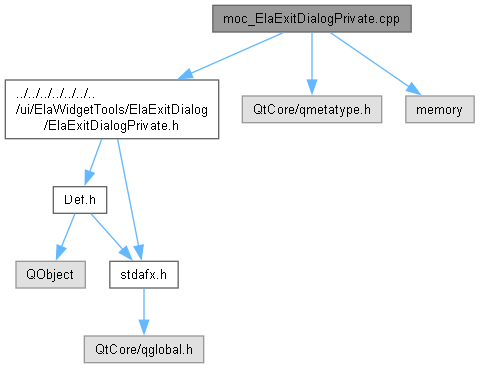 moc_ElaExitDialogPrivate.cpp
../../../../../../..
/ui/ElaWidgetTools/ElaExitDialog
/ElaExitDialogPrivate.h
QtCore/qmetatype.h
memory
Def.h
QObject
stdafx.h
QtCore/qglobal.h